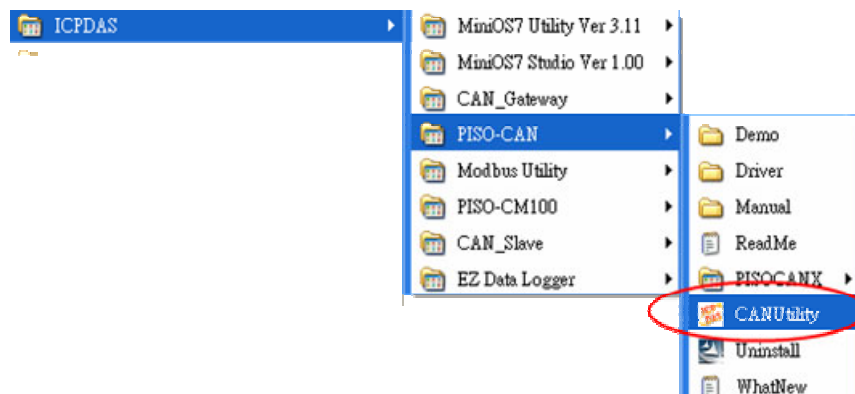 ICPDAS
MiniOS7 Utility Ver 3.11
MiniOS7 Studio Ver 1.00
CAN_Gateway
PISO-CAN
Modbus Utility
PISO-CM100
CAN_Slave
EZ Data Logger
Demo
Driver
Manual
ReadMe
PISOCANX
CANUtility
Uninstall
WhatNew